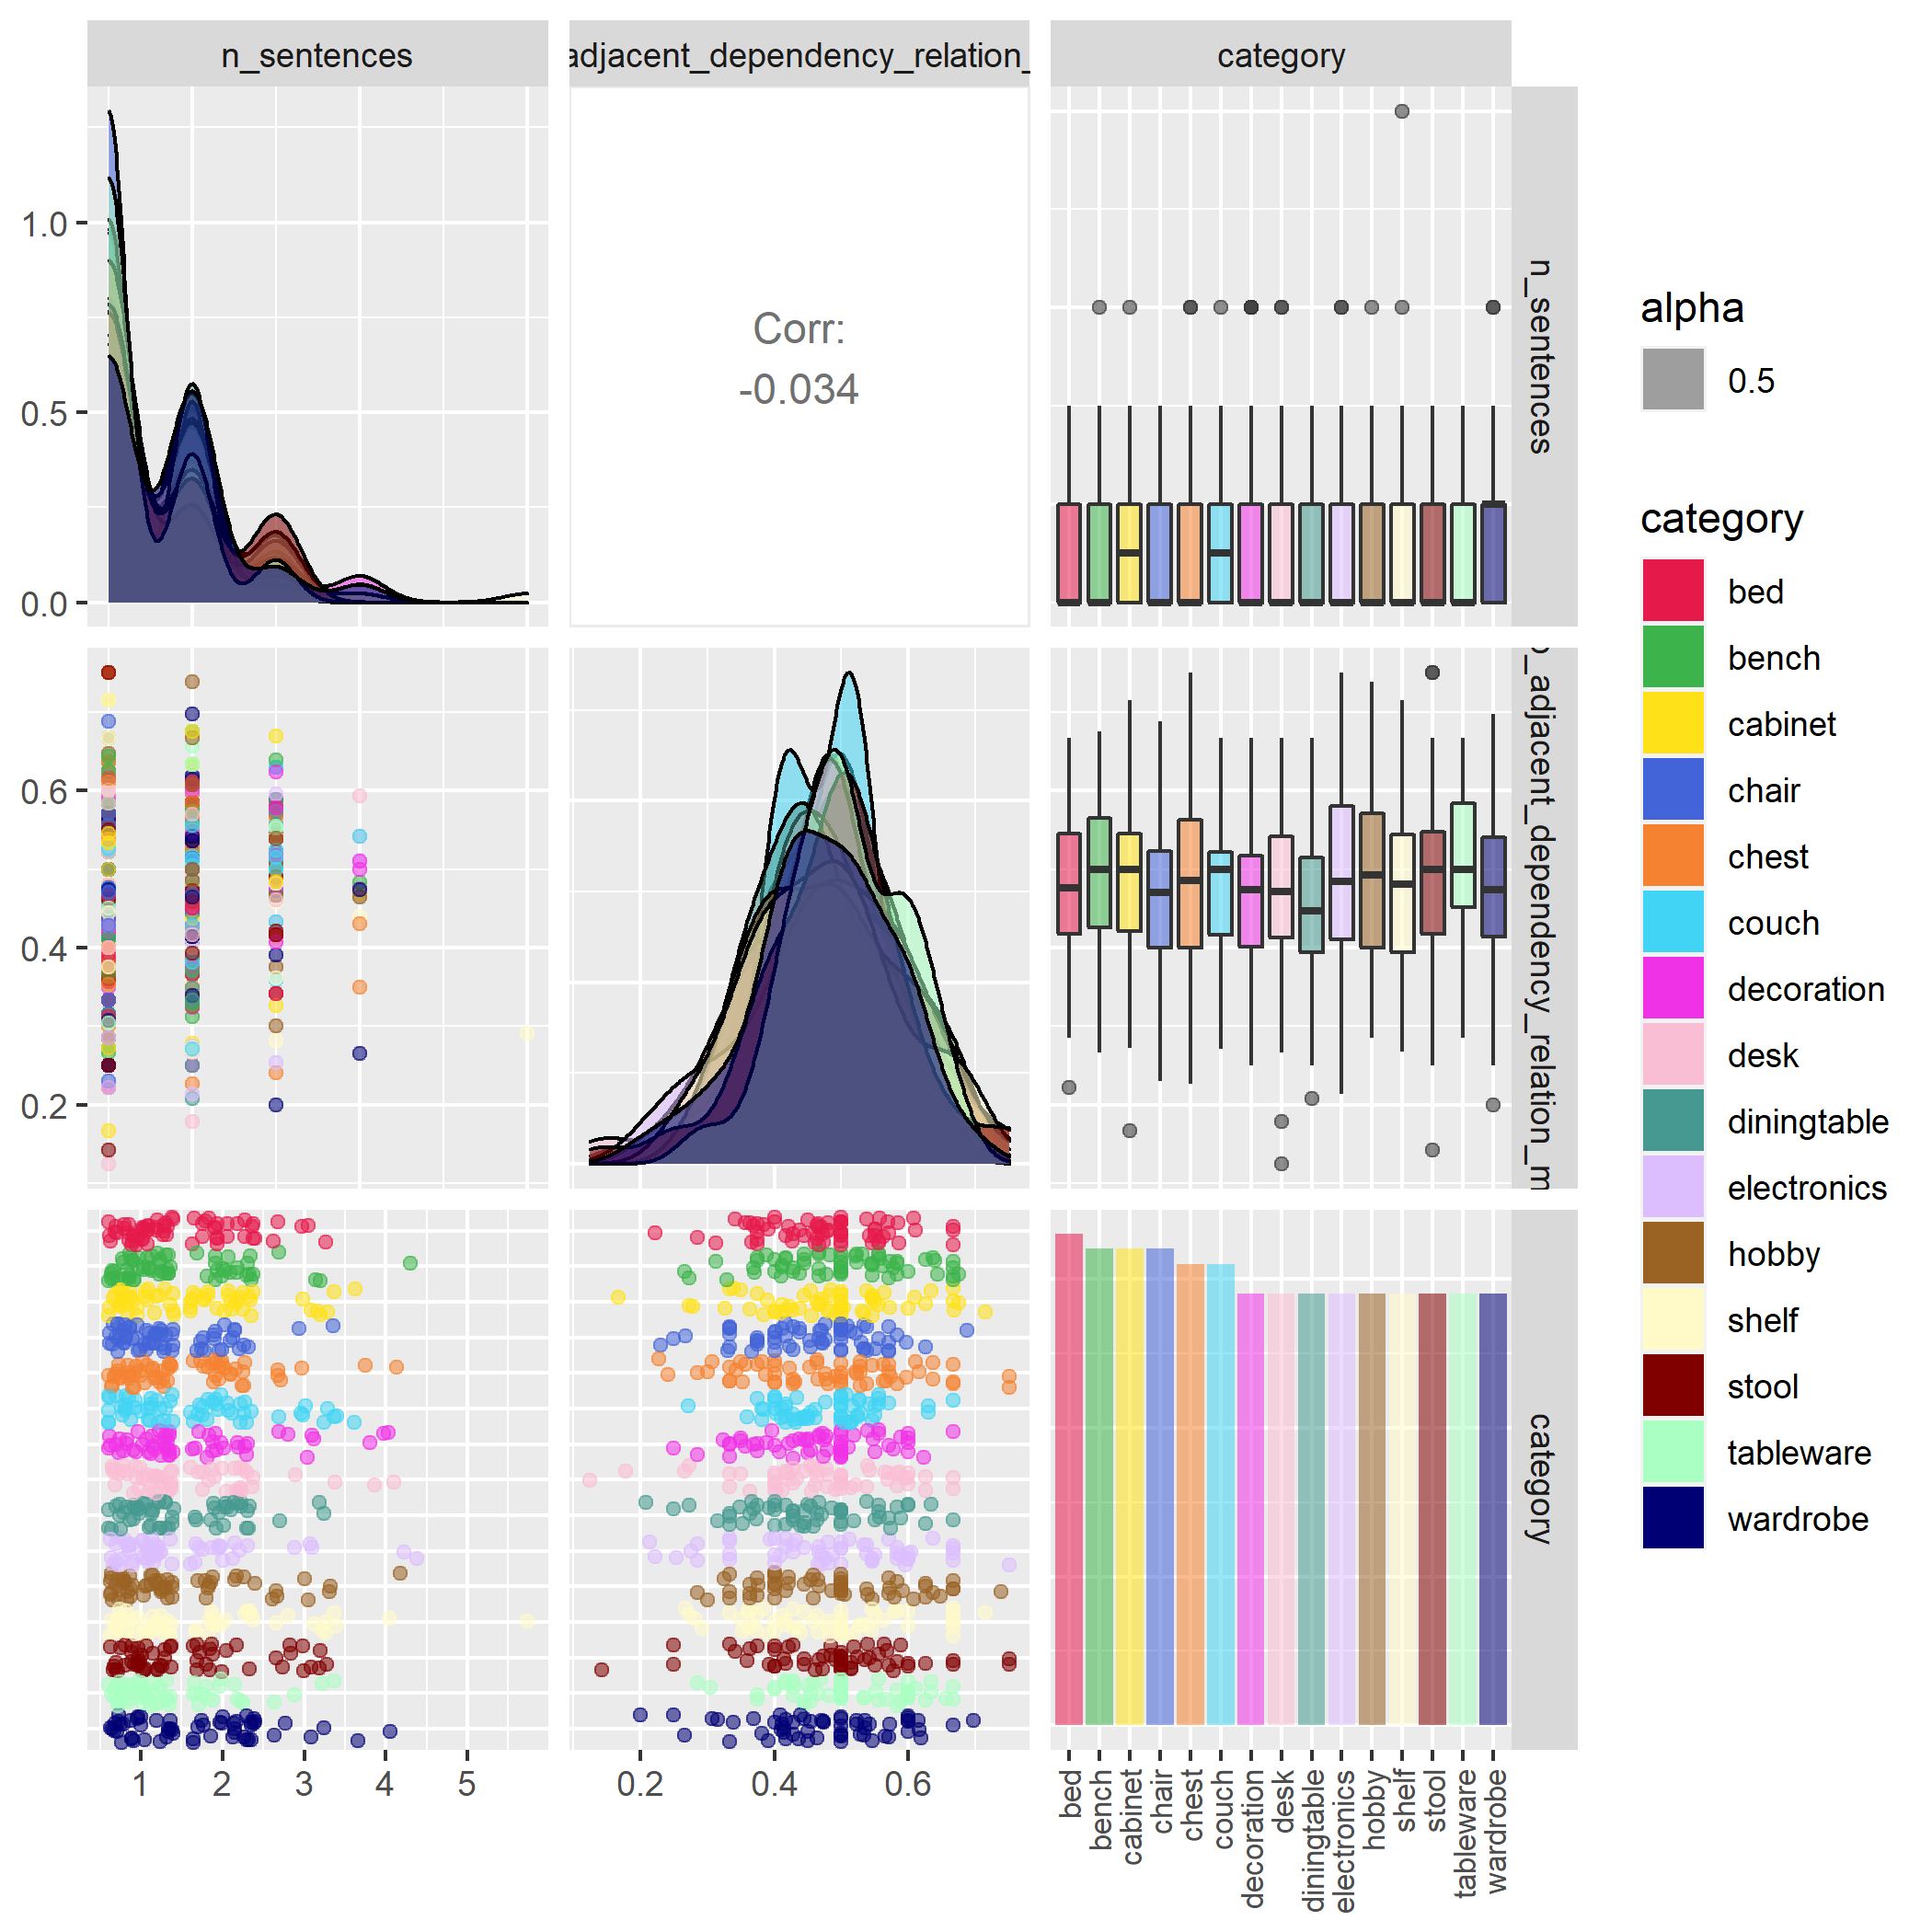 n_sentences
adjacent_dependency_relation_
category
1.0
0.5
0.0
Corr:
-0.034
n_sentences
0.6
0.4
0.2
_adjacent_dependency_relation_m
category
1
2
3
4
5
0.2
0.4
0.6
bed
bench
cabinet
chair
chest
couch
decoration
desk
diningtable
electronics
hobby
shelf
stool
tableware
wardrobe
alpha
0.5
category
bed
bench
cabinet
chair
chest
couch
decoration
desk
diningtable
electronics
hobby
shelf
stool
tableware
wardrobe